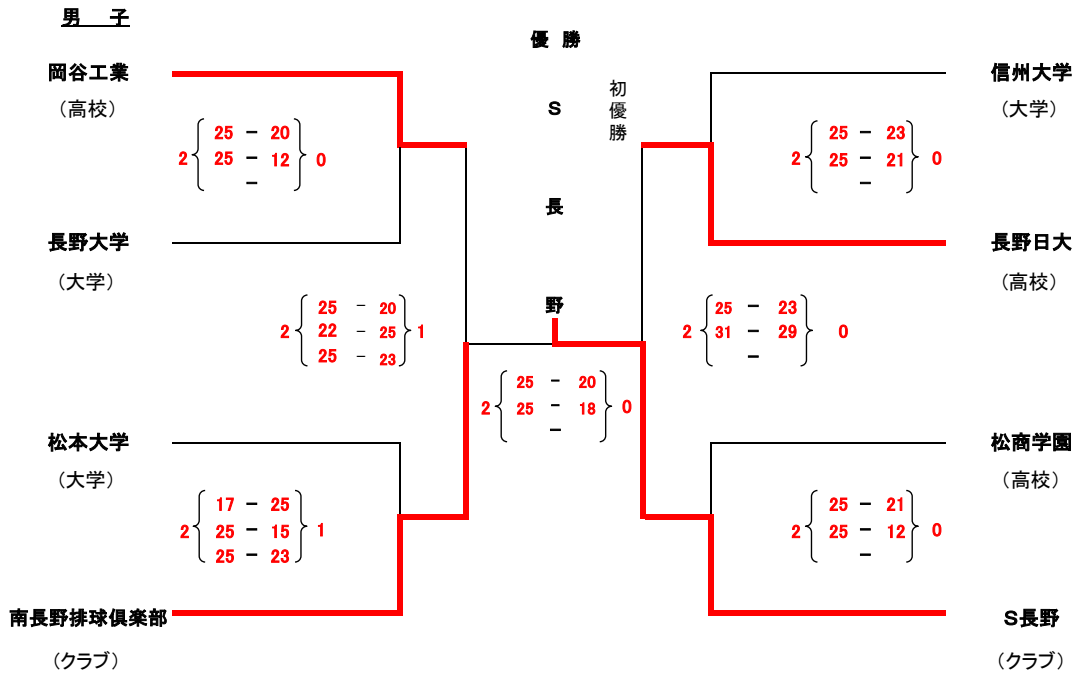 男 子
優 勝
岡谷工業
(高校)
2 25 − 20 0
25 − 12
−
長野大学
(大学)
2 25 − 20 1
22 − 25
25 − 23
松本大学
(大学)
2 17 − 25 1
25 − 15
25 − 23
南長野排球倶楽部
(クラブ)
S長野
初優勝
2 25 − 20 0
25 − 18
−
信州大学
(大学)
2 25 − 23 0
25 − 21
−
長野日大
(高校)
2 25 − 23 0
31 − 29
−
松商学園
(高校)
2 25 − 21 0
25 − 12
−
S長野
(クラブ)